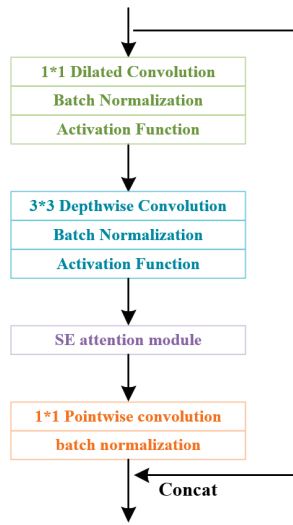 1*1 Dilated Convolution
Batch Normalization
Activation Function
3*3 Depthwise Convolution
Batch Normalization
Activation Function
SE attention module
1*1 Pointwise convolution
batch normalization
Concat